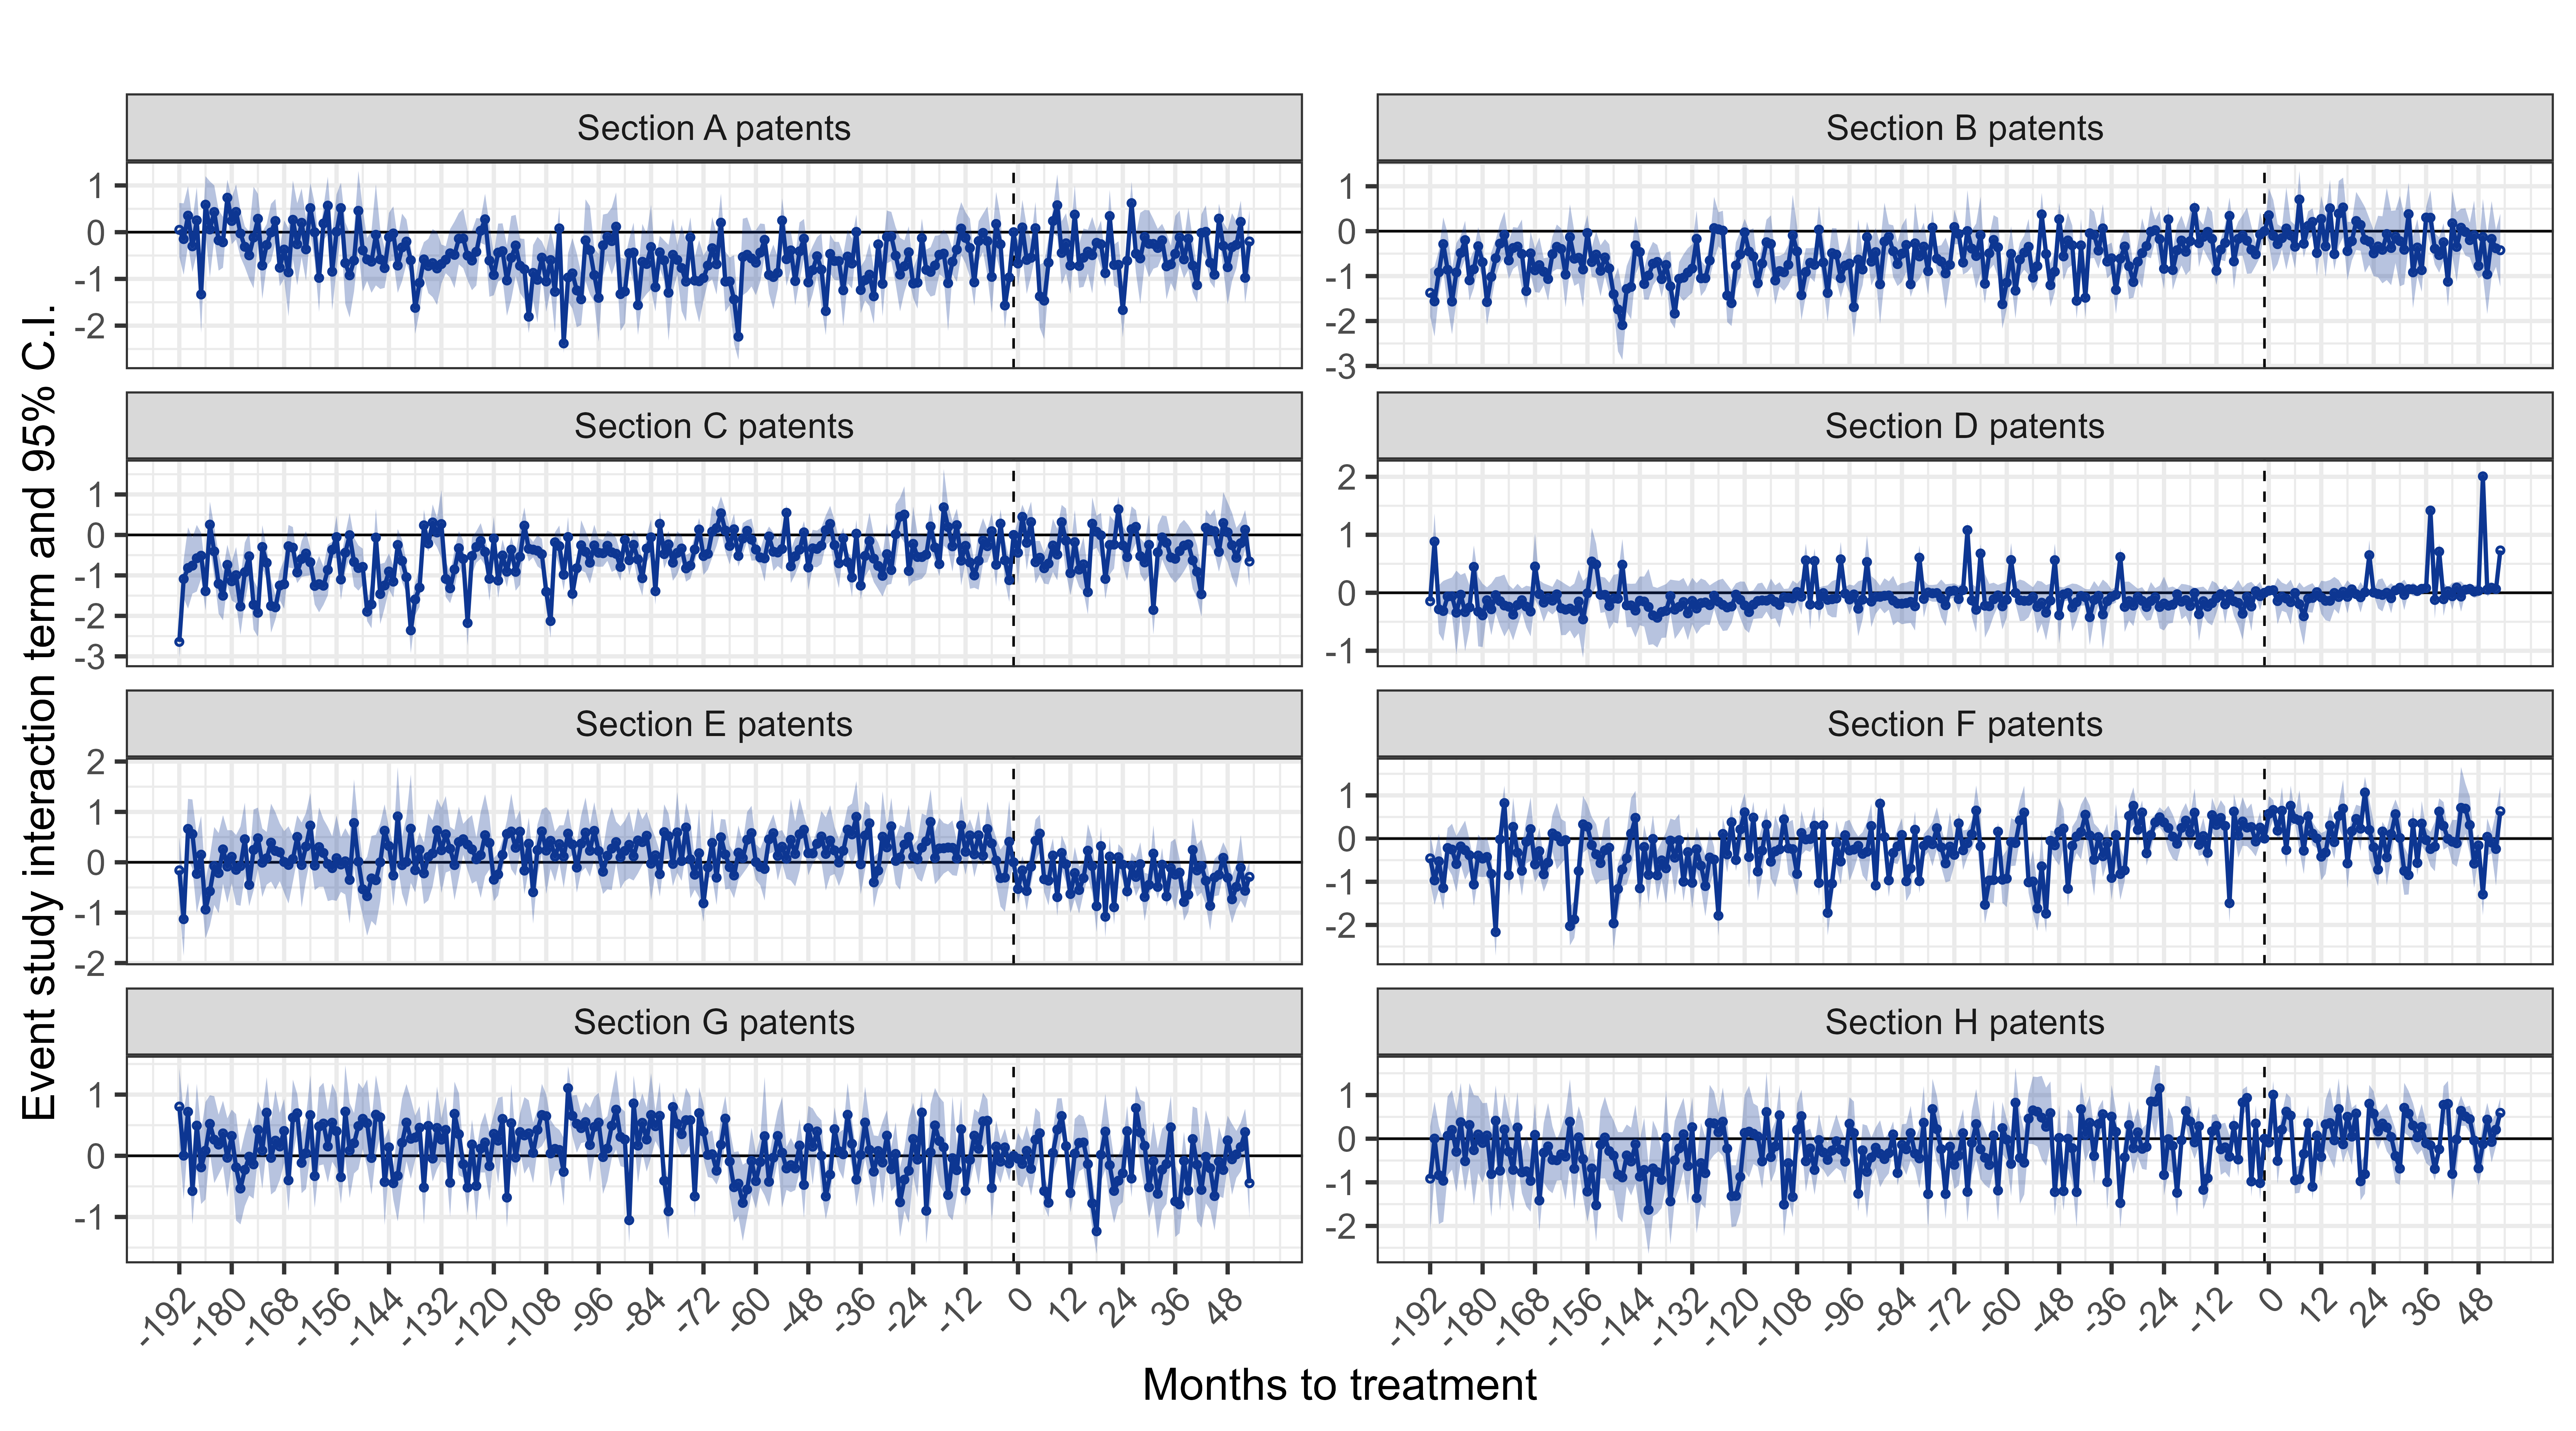 Section A patents
Section B patents
1
0
-1
-2
1
0
-1
-2
-3
Section C patents
Section D patents
1
0
-1
-2
-3
2
1
0
-1
Section E patents
Section F patents
2
1
0
-1
-2
1
0
-1
-2
Section G patents
Section H patents
1
0
-1
1
0
-1
-2
-192 -180 -168 -156 -144 -132 -120 -108 -96 -84 -72 -60 -48 -36 -24 -12 0 12 24 36 48
-192 -180 -168 -156 -144 -132 -120 -108 -96 -84 -72 -60 -48 -36 -24 -12 0 12 24 36 48
Months to treatment
Event study interaction term and 95% C.I.